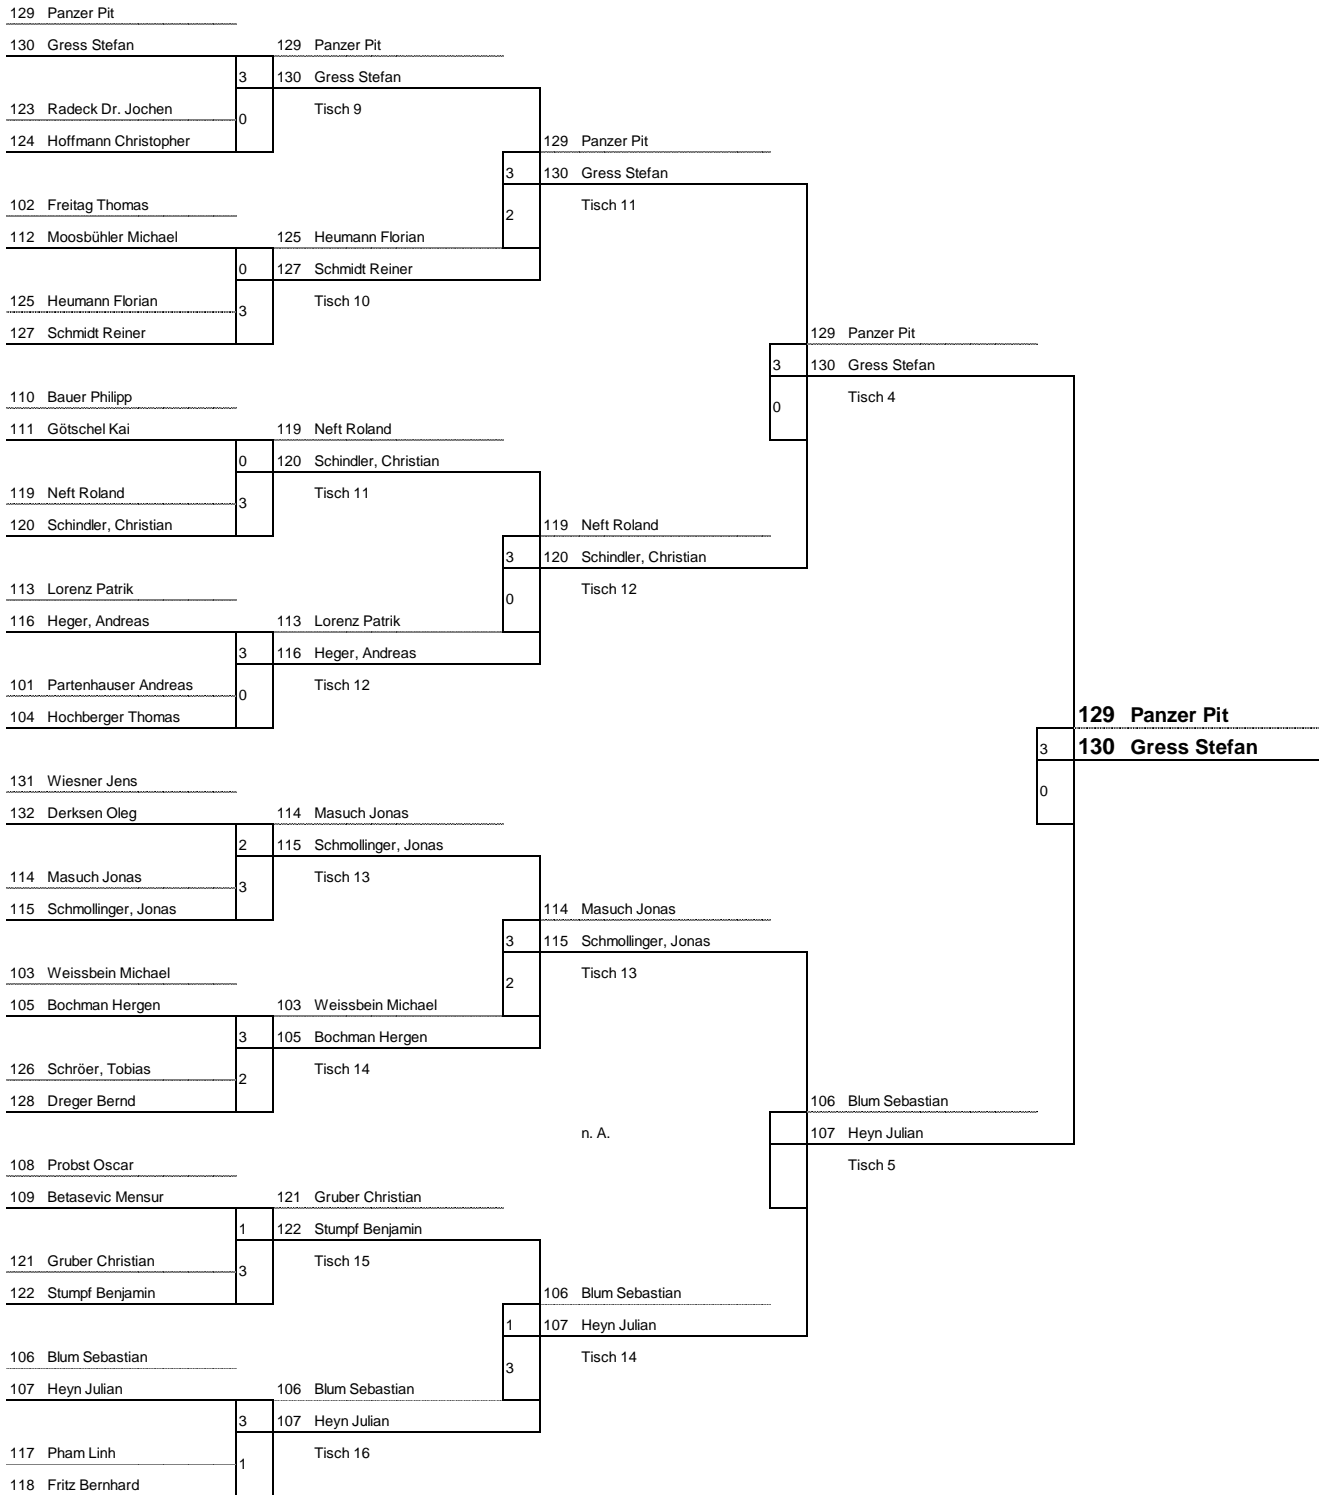 129 Panzer Pit
130 Gress Stefan 129 Panzer Pit
3 130 Gress Stefan
123 Radeck Dr. Jochen 0 Tisch 9
124 Hoffmann Christopher 129 Panzer Pit
3 130 Gress Stefan
102 Freitag Thomas 2 Tisch 11
112 Moosbühler Michael 125 Heumann Florian
0 127 Schmidt Reiner
125 Heumann Florian 3 Tisch 10
127 Schmidt Reiner 129 Panzer Pit
3 130 Gress Stefan
110 Bauer Philipp 0 Tisch 4
111 Götschel Kai 119 Neft Roland
0 120 Schindler, Christian
119 Neft Roland 3 Tisch 11
120 Schindler, Christian 119 Neft Roland
3 120 Schindler, Christian
113 Lorenz Patrik 0 Tisch 12
116 Heger, Andreas 113 Lorenz Patrik
3 116 Heger, Andreas
101 Partenhauser Andreas 0 Tisch 12
104 Hochberger Thomas 129 Panzer Pit
3 130 Gress Stefan
131 Wiesner Jens 0
132 Derksen Oleg 114 Masuch Jonas
2 115 Schmollinger, Jonas
114 Masuch Jonas 3 Tisch 13
115 Schmollinger, Jonas 114 Masuch Jonas
3 115 Schmollinger, Jonas
103 Weissbein Michael 2 Tisch 13
105 Bochman Hergen 103 Weissbein Michael
3 105 Bochman Hergen
126 Schröer, Tobias 2 Tisch 14
128 Dreger Bernd 106 Blum Sebastian
n. A. 107 Heyn Julian
108 Probst Oscar Tisch 5
109 Betasevic Mensur 121 Gruber Christian
1 122 Stumpf Benjamin
121 Gruber Christian 3 Tisch 15
122 Stumpf Benjamin 106 Blum Sebastian
1 107 Heyn Julian
106 Blum Sebastian 3 Tisch 14
107 Heyn Julian 106 Blum Sebastian
3 107 Heyn Julian
117 Pham Linh 1 Tisch 16
118 Fritz Bernhard